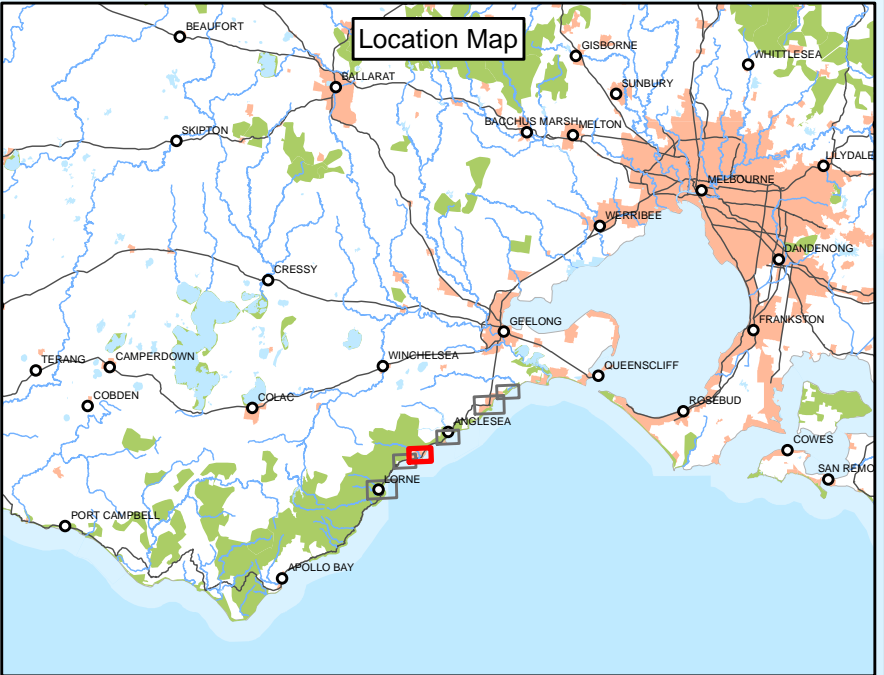 BEAUFORT
Location Map
GISBORNE
WHITTLESEA
BALLARAT
SUNBURY
SKIPTON
BACCHUS MARSH
MELTON
LILYDALE
MELBOURNE
WERRIBEE
DANDENONG
CRESSY
GEELONG
FRANKSTON
TERANG
CAMPERDOWN
WINCHELSEA
QUEENSCLIFF
COBDEN
COLAC
ROSEBUD
ANGLESEA
COWES
SAN REMO
LORNE
PORT CAMPBELL
APOLLO BAY